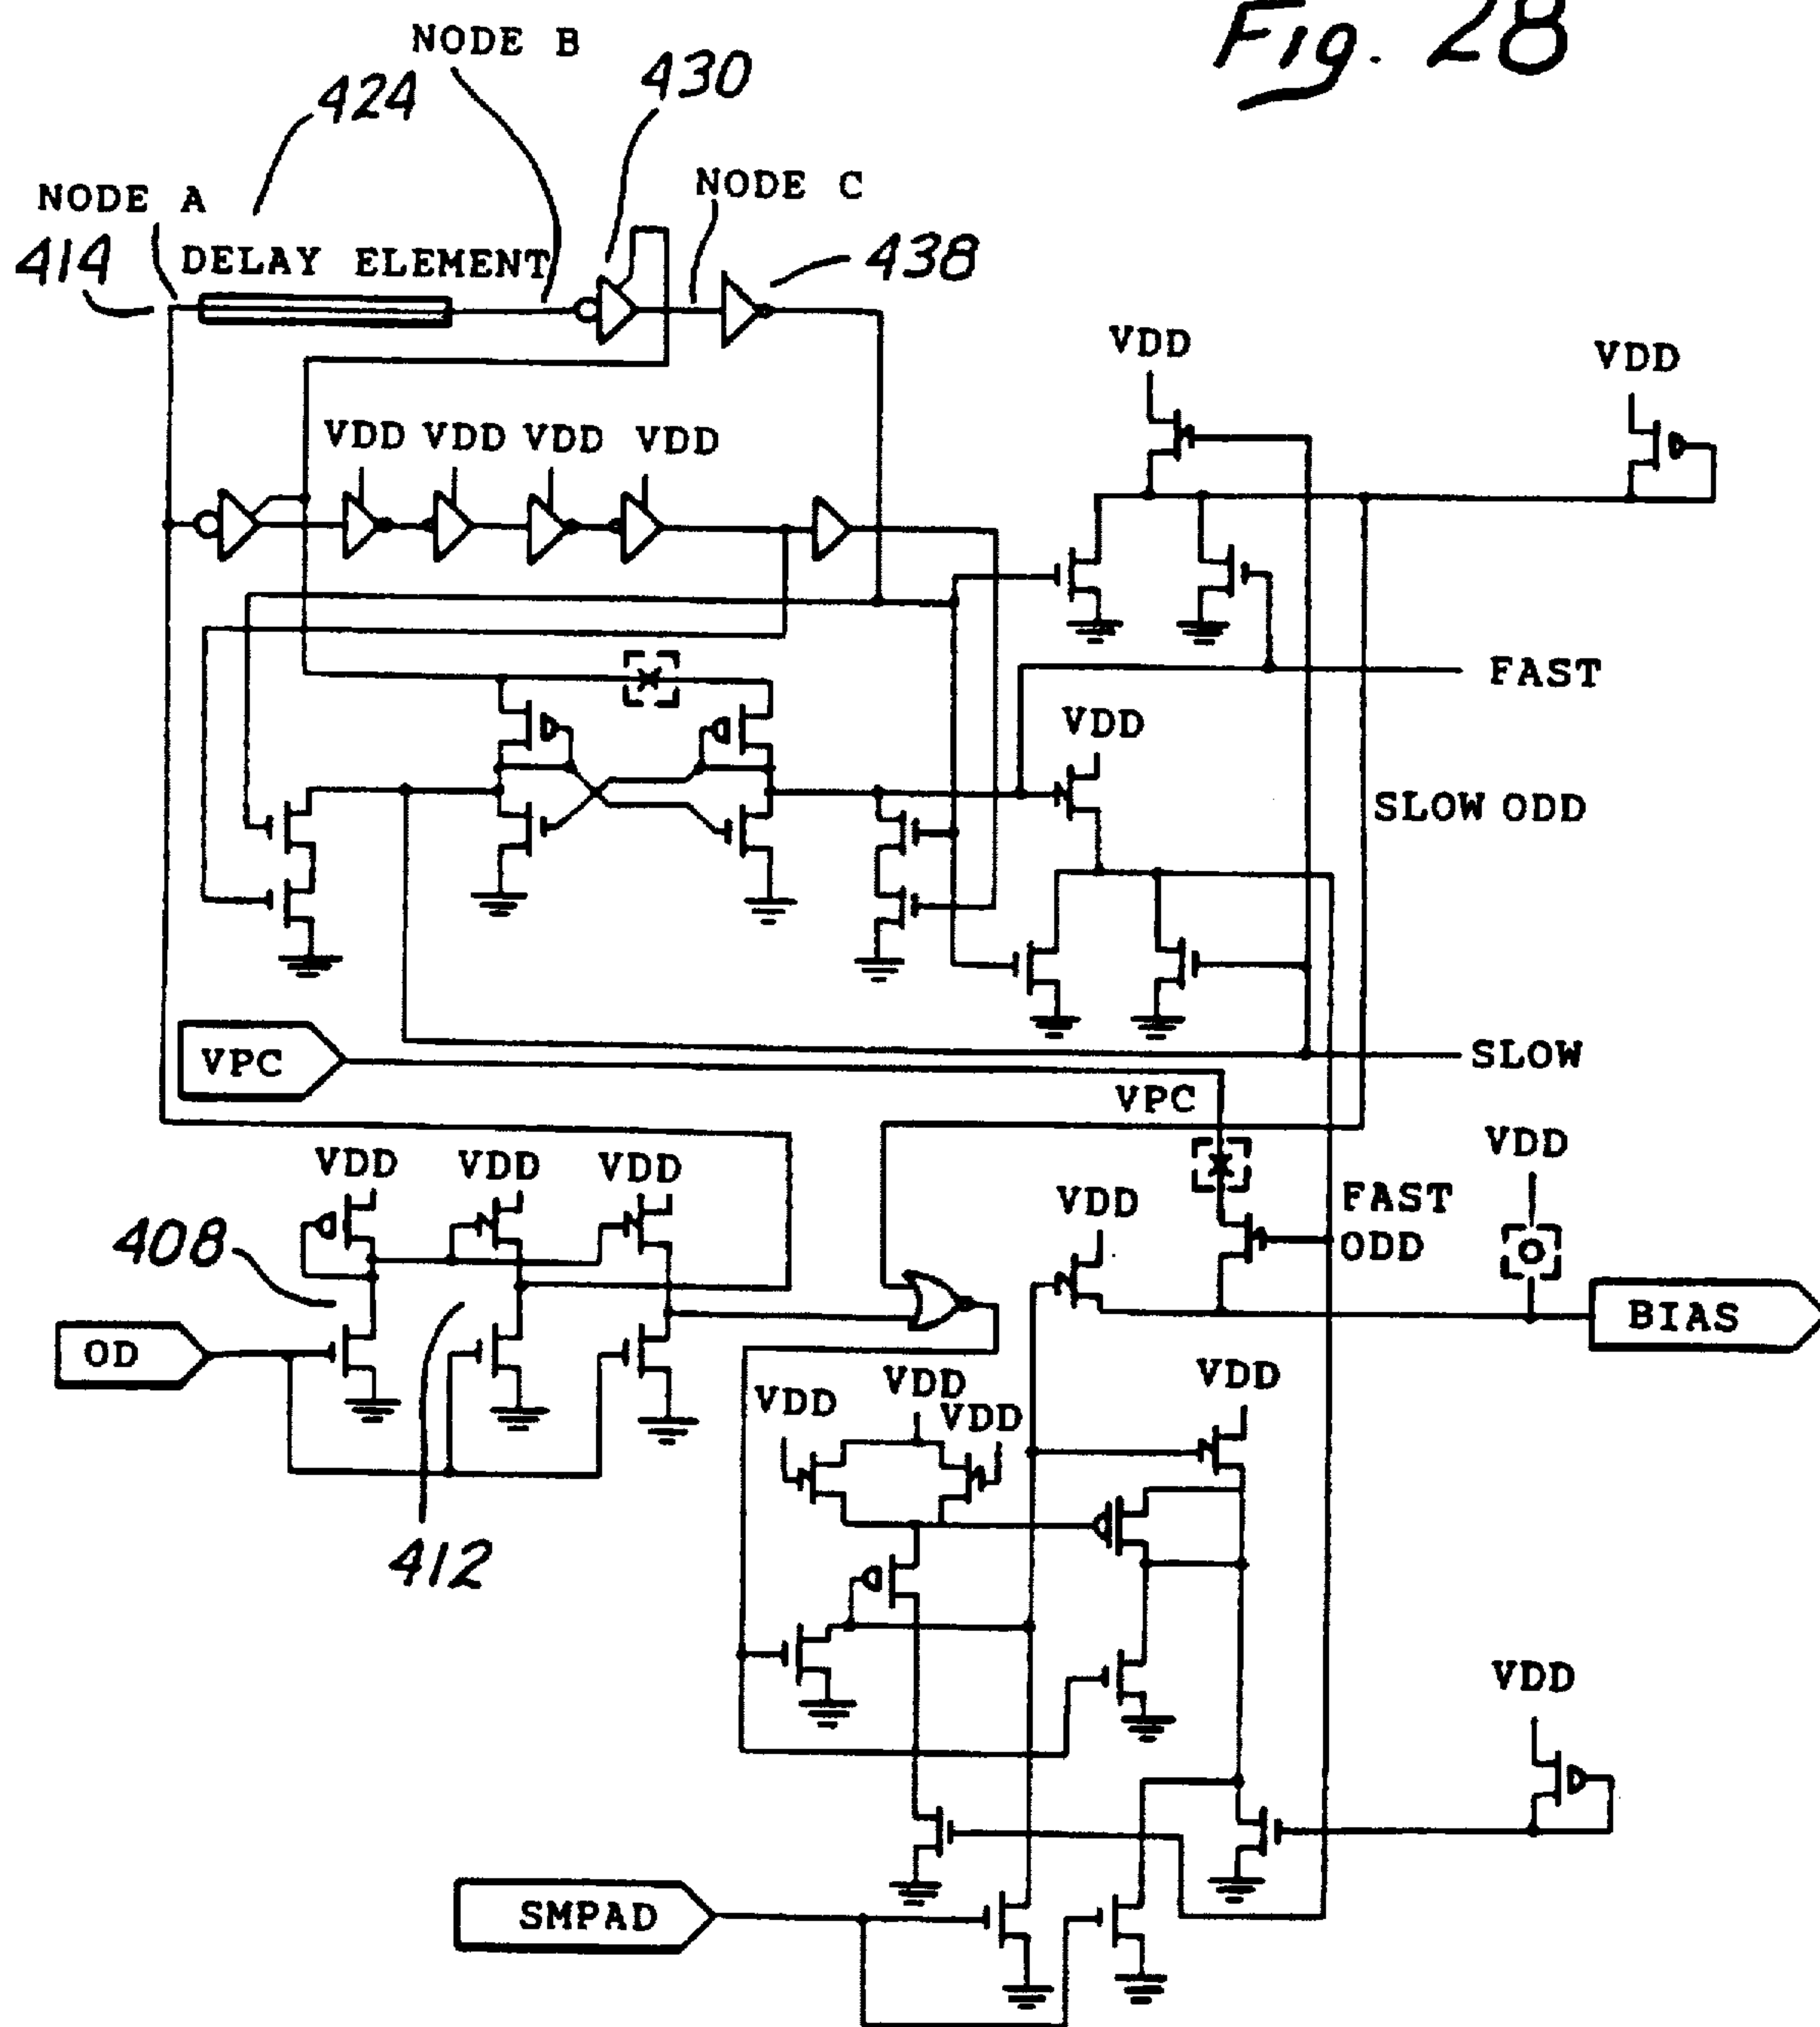 Fig. 28
NODE B
430
424
NODE A
NODE C
414
DELAY ELEMENT
438
VDD
VDD
VDD VDD VDD VDD
FAST
VDD
SLOW ODD
VPC
SLOW
VPC
VDD
VDD VDD VDD
VDD
FAST
ODD
408
BIAS
OD
VDD
VDD
VDD
VDD
412
VDD
SMPAD